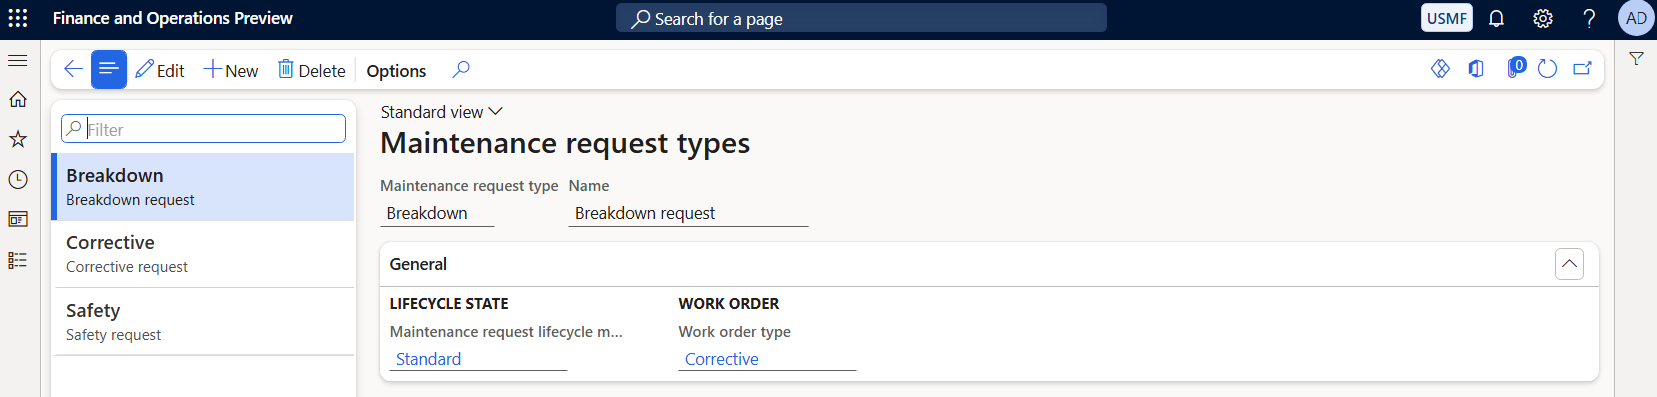 Finance and Operations Preview
Search for a page
USMF
AD
Edit
New
Delete
Options
0
Filter
Breakdown
Breakdown request
Corrective
Corrective request
Safety
Safety request
Standard view
Maintenance request types
Maintenance request type Name
Breakdown Breakdown request
General
LIFECYCLE STATE WORK ORDER
Maintenance request lifecycle m... Work order type
Standard Corrective